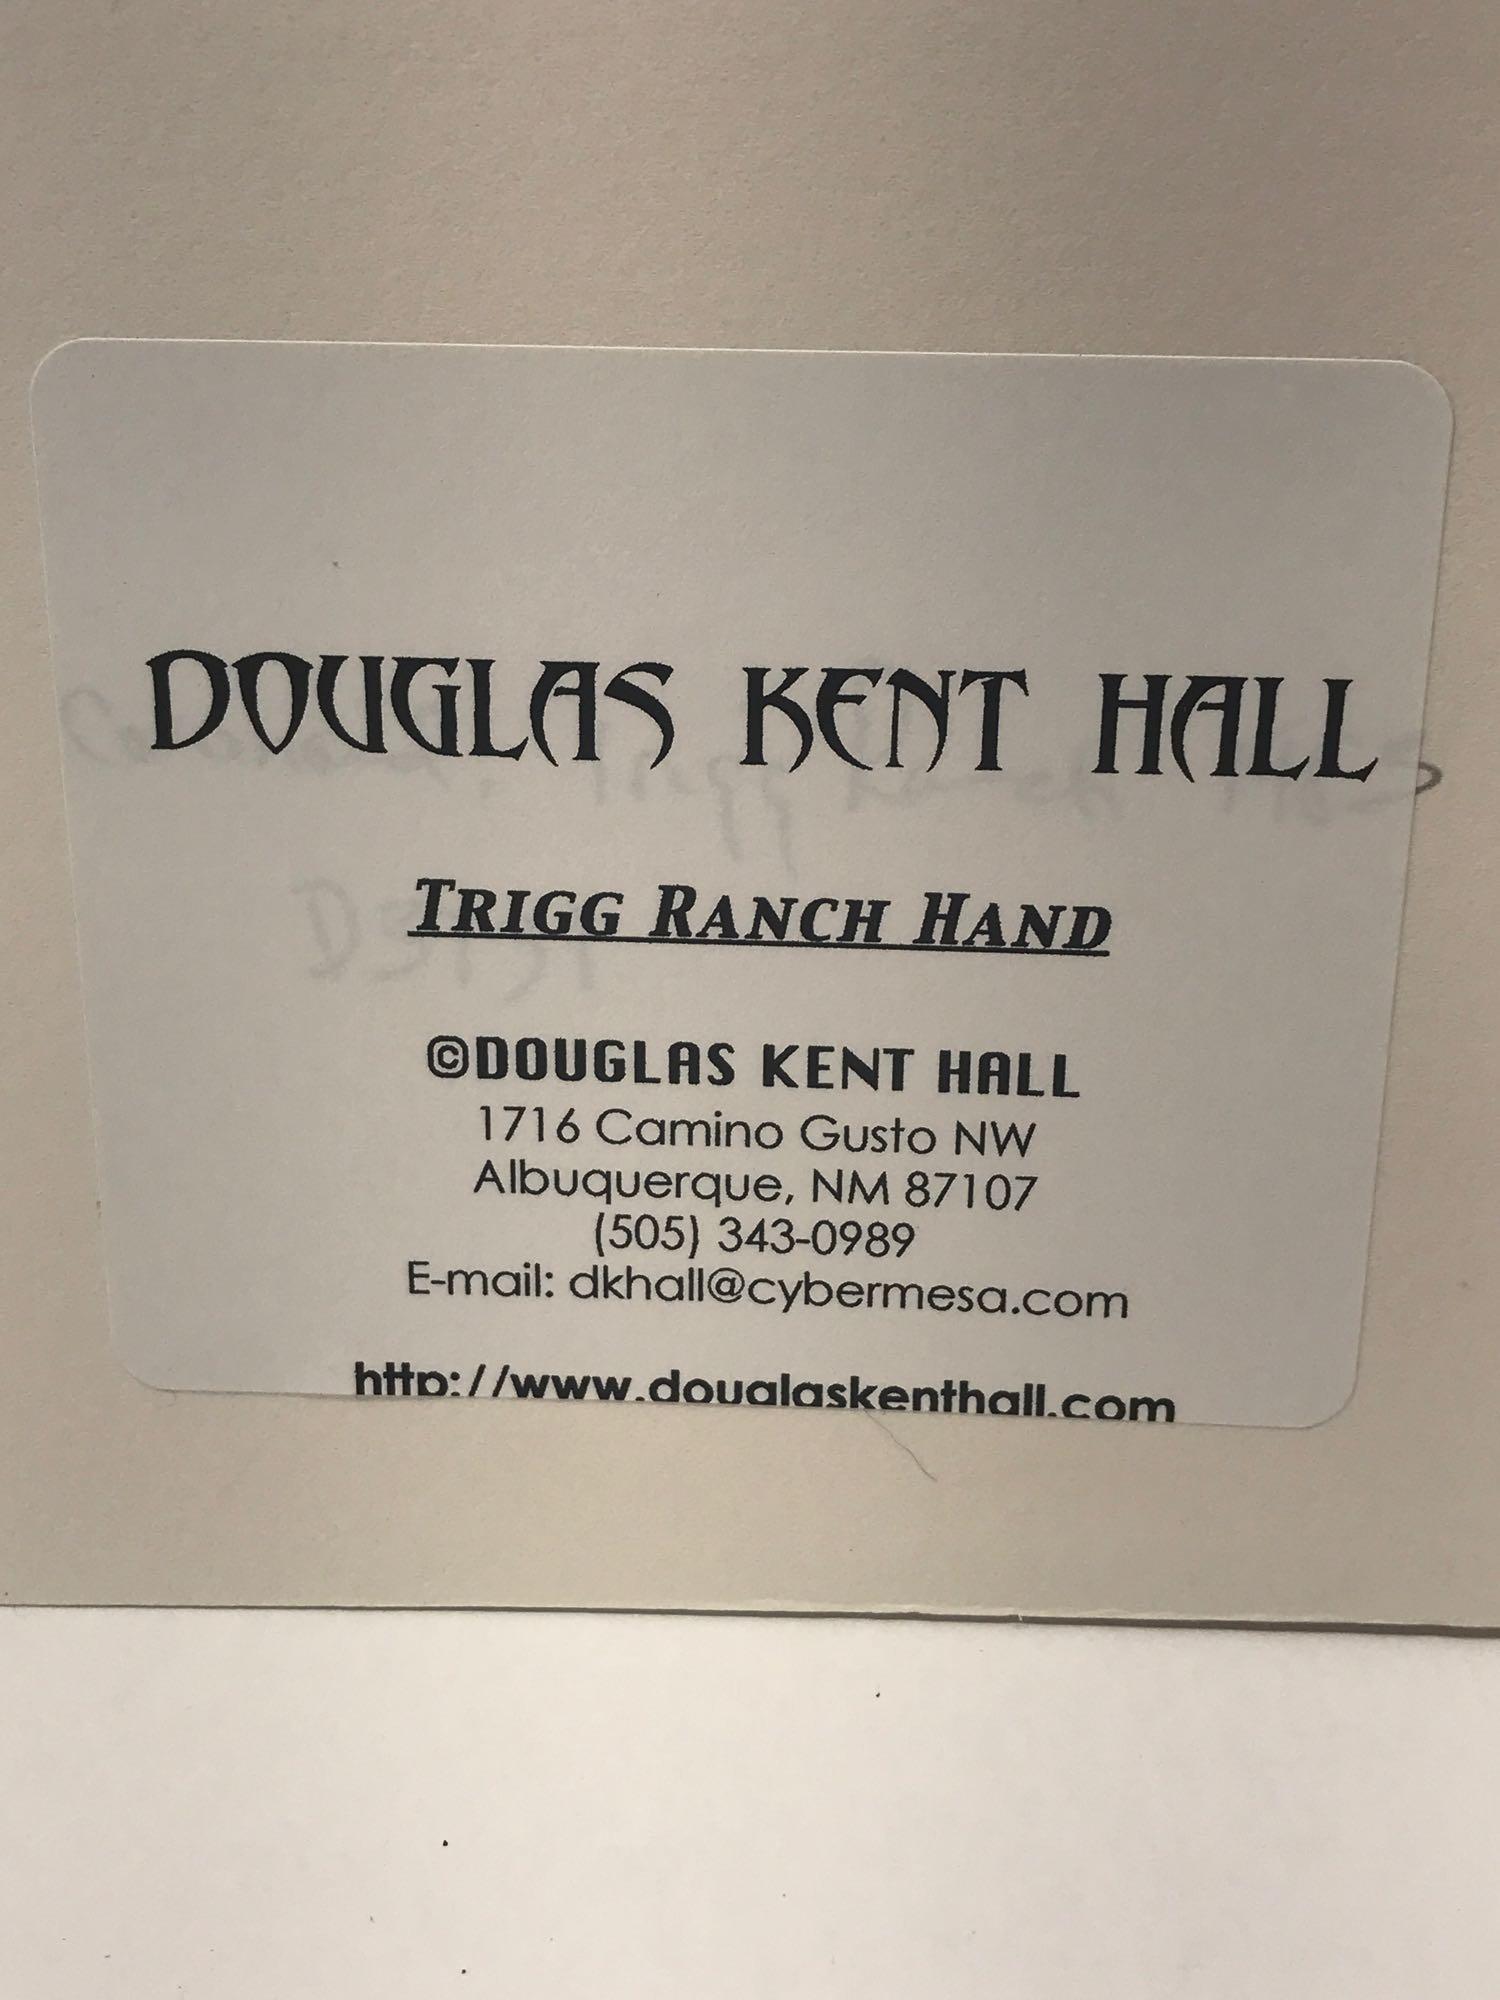 DOUGLAS KENT HALL
TRIGG RANCH HAND
©DOUGLAS KENT HALL
1716 Camino Gusto NW
Albuquerque, NM 87107
(505) 343-0989
E-mail: dkhall@cybermesa.com
http://www.douglaskenthall.com